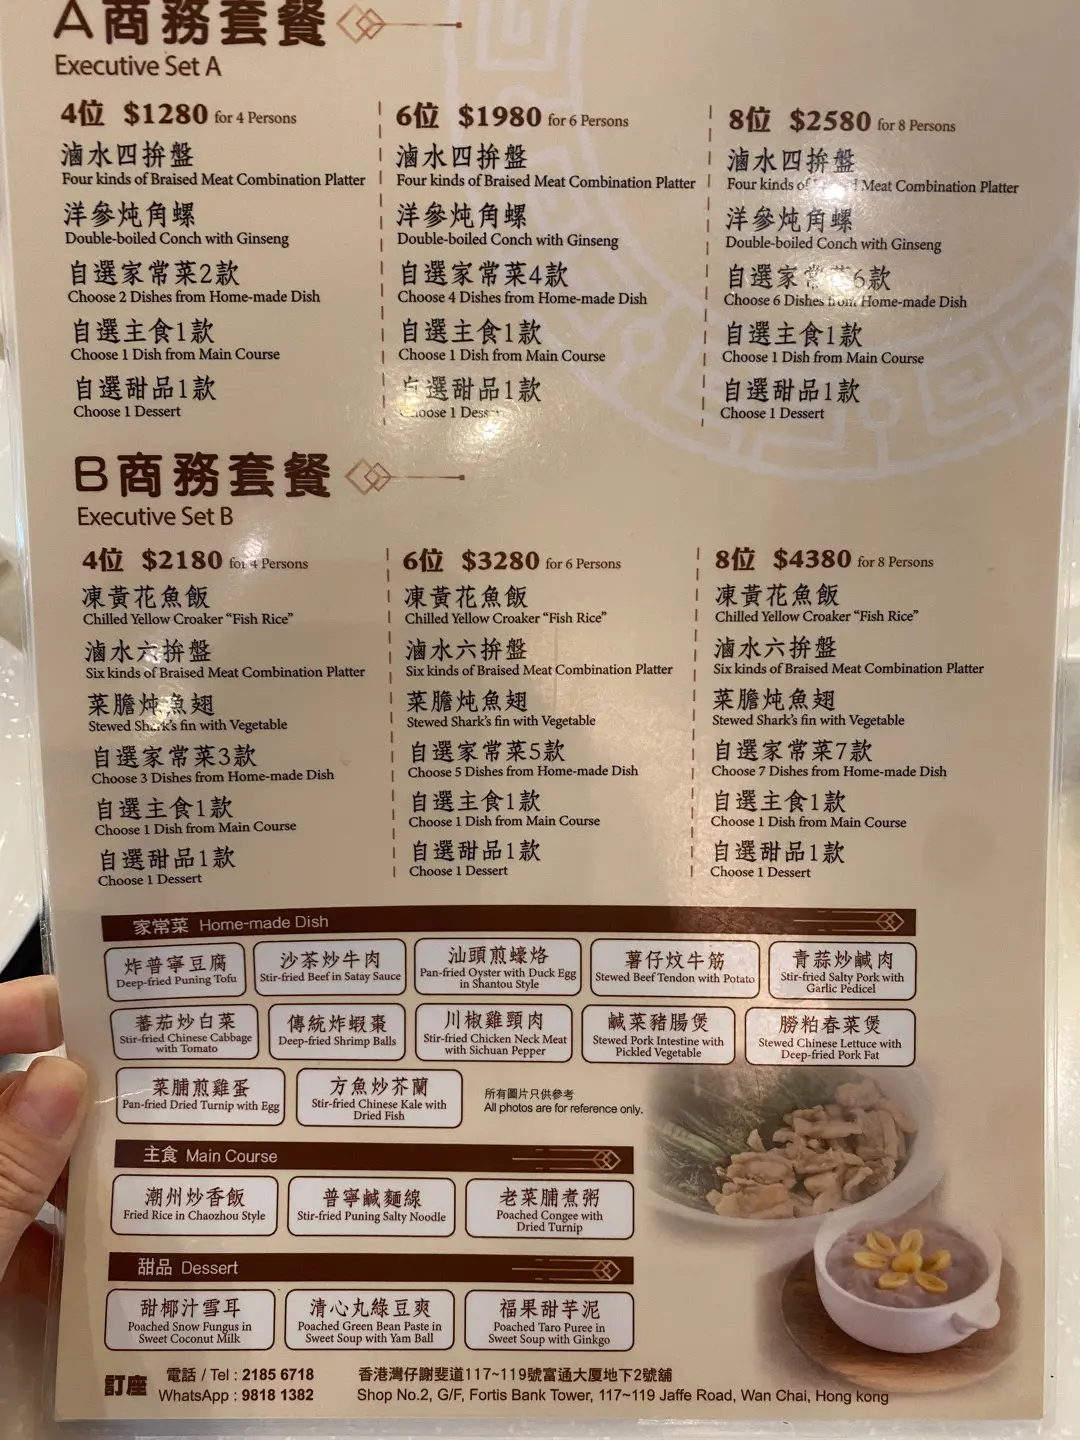 A商務套餐
Executive Set A
4位 $1280 for 4 Persons
滷水四拚盤
Four kinds of Braised Meat Combination Platter
洋參炖角螺
Double-boiled Conch with Ginseng
自選家常菜2款
Choose 2 Dishes from Home-made Dish
自選主食1款
Choose 1 Dish from Main Course
自選甜品1款
Choose 1 Dessert
6位 $1980 for 6 Persons
滷水四拚盤
Four kinds of Braised Meat Combination Platter
洋參炖角螺
Double-boiled Conch with Ginseng
自選家常菜4款
Choose 4 Dishes from Home-made Dish
自選主食1款
Choose 1 Dish from Main Course
自選甜品1款
Choose 1 Dessert
8位 $2580 for 8 Persons
滷水四拚盤
Four kinds of Meat Combination Platter
洋參炖角螺
Double-boiled Conch with Ginseng
自選家常菜6款
Choose 6 Dishes from Home-made Dish
自選主食1款
Choose 1 Dish from Main Course
自選甜品1款
Choose 1 Dessert
B商務套餐
Executive Set B
4位 $2180 for 4 Persons
凍黃花魚飯
Chilled Yellow Croaker “Fish Rice”
滷水六拚盤
Six kinds of Braised Meat Combination Platter
菜膽炖魚翅
Stewed Shark's fin with Vegetable
自選家常菜3款
Choose 3 Dishes from Home-made Dish
自選主食1款
Choose 1 Dish from Main Course
自選甜品1款
Choose 1 Dessert
6位 $3280 for 6 Persons
凍黃花魚飯
Chilled Yellow Croaker “Fish Rice”
滷水六拚盤
Six kinds of Braised Meat Combination Platter
菜膽炖魚翅
Stewed Shark's fin with Vegetable
自選家常菜5款
Choose 5 Dishes from Home-made Dish
自選主食1款
Choose 1 Dish from Main Course
自選甜品1款
Choose 1 Dessert
8位 $4380 for 8 Persons
凍黃花魚飯
Chilled Yellow Croaker “Fish Rice”
滷水六拚盤
Six kinds of Braised Meat Combination Platter
菜膽炖魚翅
Stewed Shark's fin with Vegetable
自選家常菜7款
Choose 7 Dishes from Home-made Dish
自選主食1款
Choose 1 Dish from Main Course
自選甜品1款
Choose 1 Dessert
家常菜 Home-made Dish
炸普寧豆腐
Deep-fried Puning Tofu
沙茶炒牛肉
Stir-fried Beef in Satay Sauce
汕頭煎蠔烙
Pan-fried Oyster with Duck Egg
in Shantou Style
薯仔炆牛筋
Stewed Beef Tendon with Potato
青蒜炒鹹肉
Stir-fried Salty Pork with
Garlic Pedicel
蕃茄炒白菜
Stir-fried Chinese Cabbage
with Tomato
傳統炸蝦棗
Deep-fried Shrimp Balls
川椒雞頸肉
Stir-fried Chicken Neck Meat
with Sichuan Pepper
鹹菜豬腸煲
Stewed Pork Intestine with
Pickled Vegetable
朥粕春菜煲
Stewed Chinese Lettuce with
Deep-fried Pork Fat
菜脯煎雞蛋
Pan-fried Dried Turnip with Egg
方魚炒芥蘭
Stir-fried Chinese Kale with
Dried Fish
所有圖片只供參考
All photos are for reference only.
主食 Main Course
潮州炒香飯
Fried Rice in Chaozhou Style
普寧鹹麵線
Stir-fried Puning Salty Noodle
老菜脯煮粥
Poached Congee with
Dried Turnip
甜品 Dessert
甜椰汁雪耳
Poached Snow Fungus in
Sweet Coconut Milk
清心丸綠豆爽
Poached Green Bean Paste in
Sweet Soup with Yam Ball
福果甜芋泥
Poached Taro Puree in
Sweet Soup with Ginkgo
訂座
電話 / Tel : 2185 6718
WhatsApp : 9818 1382
香港灣仔謝斐道117~119號富通大厦地下2號舖
Shop No.2, G/F, Fortis Bank Tower, 117~119 Jaffe Road, Wan Chai, Hong kong